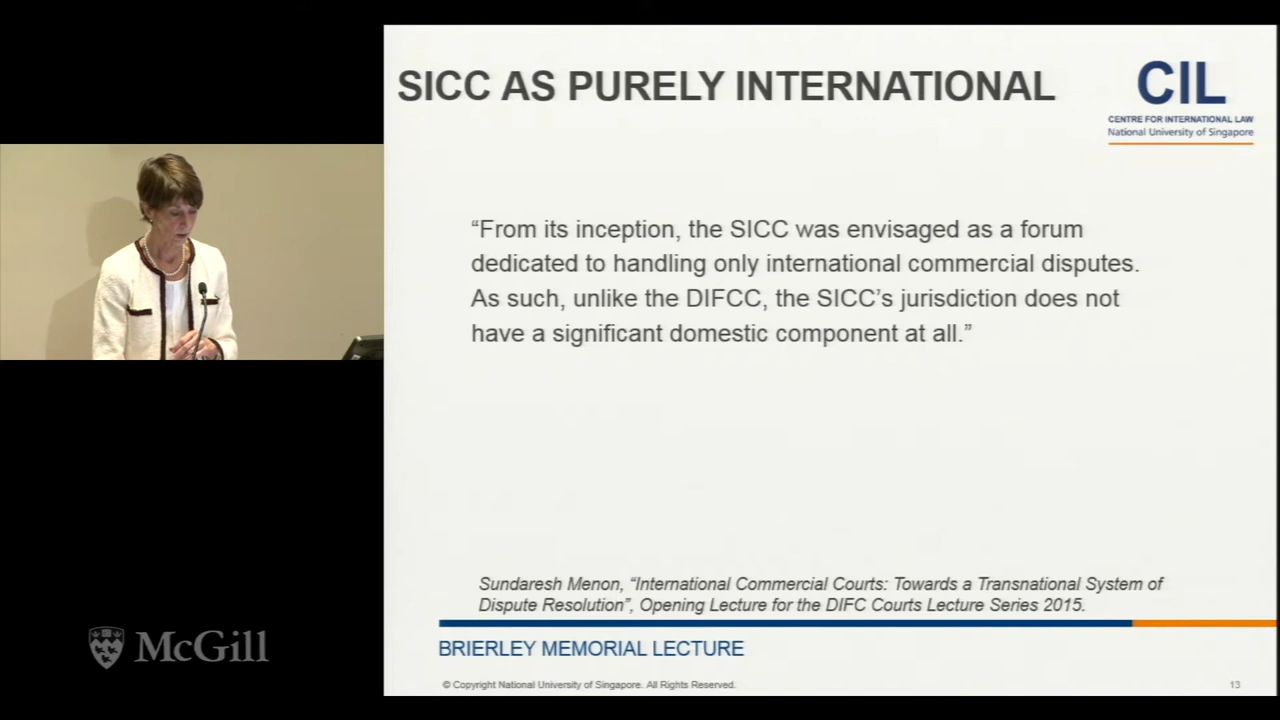 SICC AS PURELY INTERNATIONAL
CIL
CENTRE FOR INTERNATIONAL LAW
National University of Singapore
“From its inception, the SICC was envisaged as a forum
dedicated to handling only international commercial disputes.
As such, unlike the DIFCC, the SICC’s jurisdiction does not
have a significant domestic component at all.”
Sundaresh Menon, “International Commercial Courts: Towards a Transnational System of
Dispute Resolution”, Opening Lecture for the DIFC Courts Lecture Series 2015.
BRIERLEY MEMORIAL LECTURE
© Copyright National University of Singapore. All Rights Reserved.
13
McGill